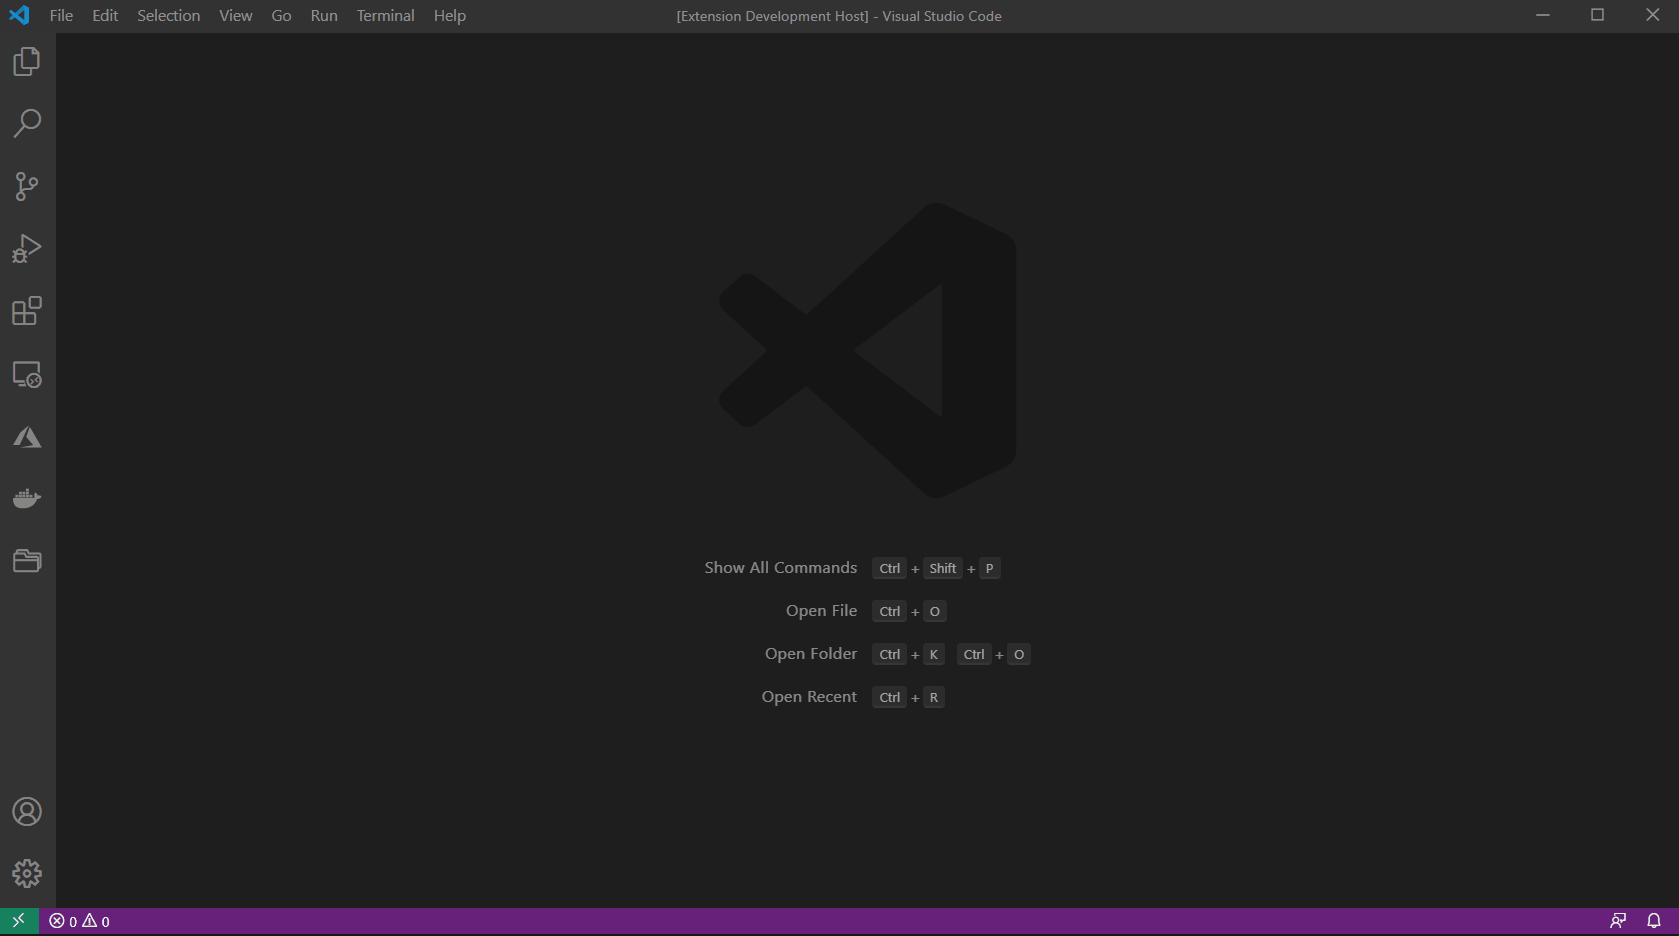 File Edit Selection View Go Run Terminal Help [Extension Development Host] - Visual Studio Code
Show All Commands Ctrl + Shift + P
Open File Ctrl + O
Open Folder Ctrl + K Ctrl + O
Open Recent Ctrl + R
0 0